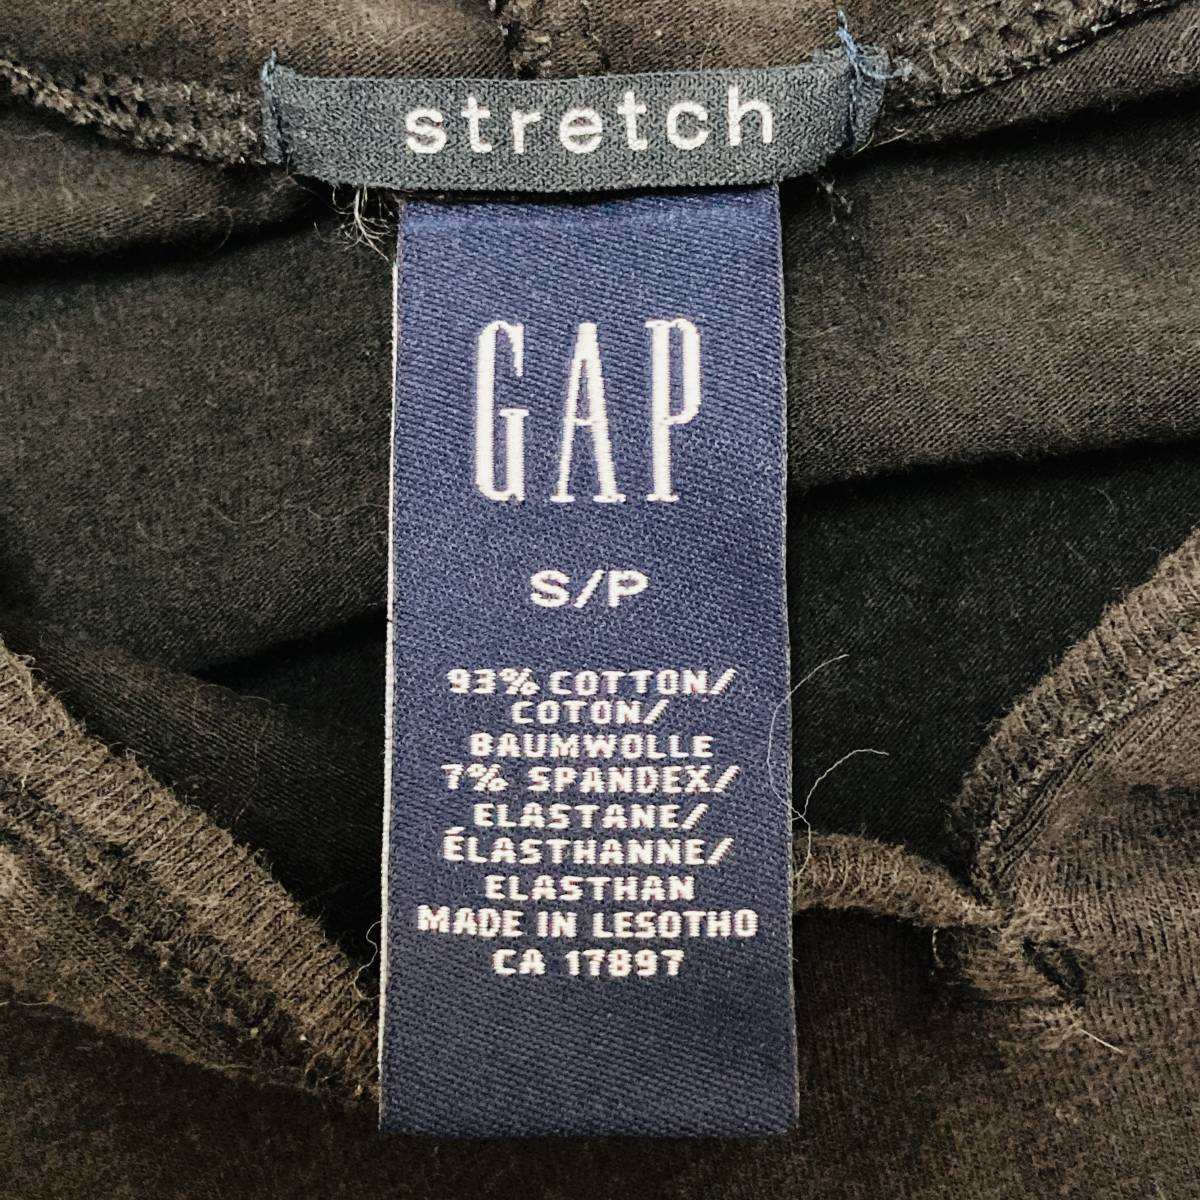 stretch
GAP
S/P
93% COTTON/
COTON/
BAUMWOLLE
7% SPANDEX/
ELASTANE/
ÉLASTHANNE/
ELASTHAN
MADE IN LESOTHO
CA 17897